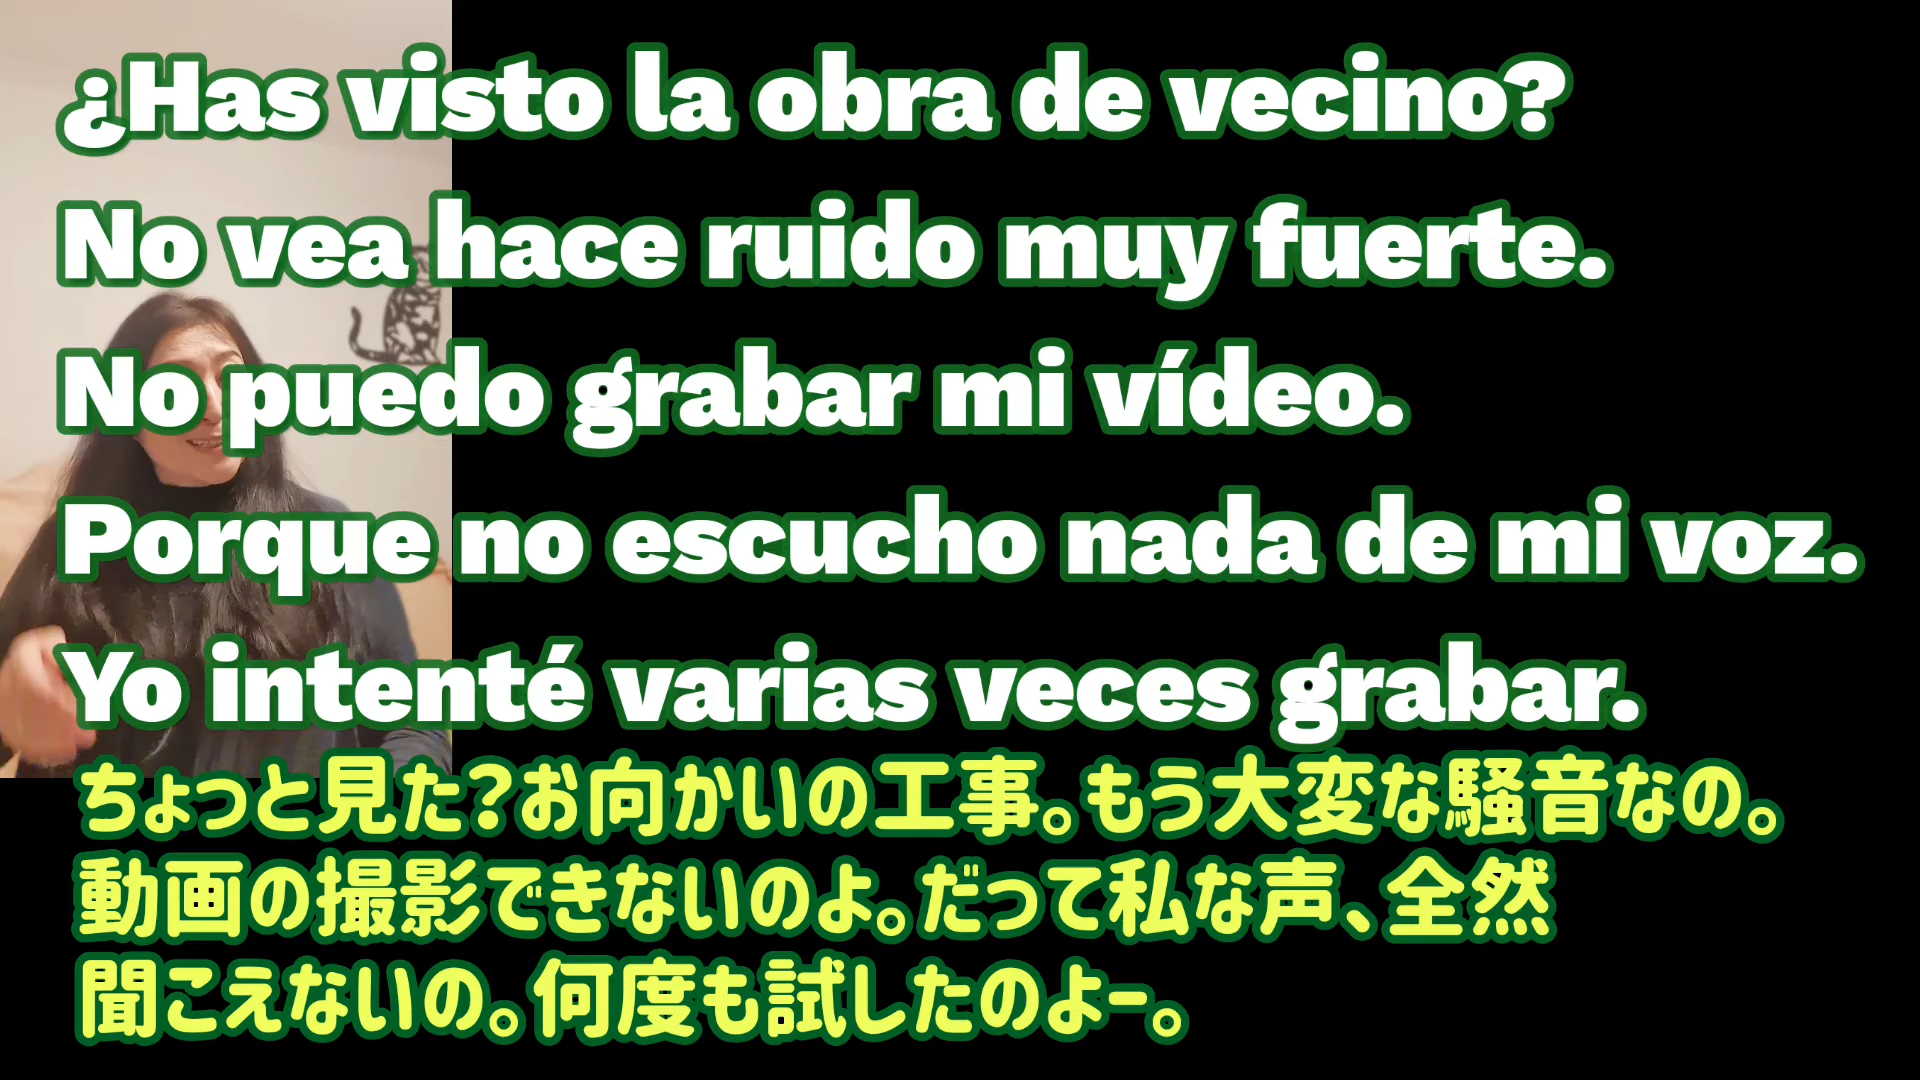 ¿Has visto la obra de vecino?
No vea hace ruido muy fuerte.
No puedo grabar mi vídeo.
Porque no escucho nada de mi voz.
Yo intenté varias veces grabar.
ちょっと見た?お向かいの工事。もう大変な騒音なの。
動画の撮影できないのよ。だって私な声、全然
聞こえないの。何度も試したのよー。